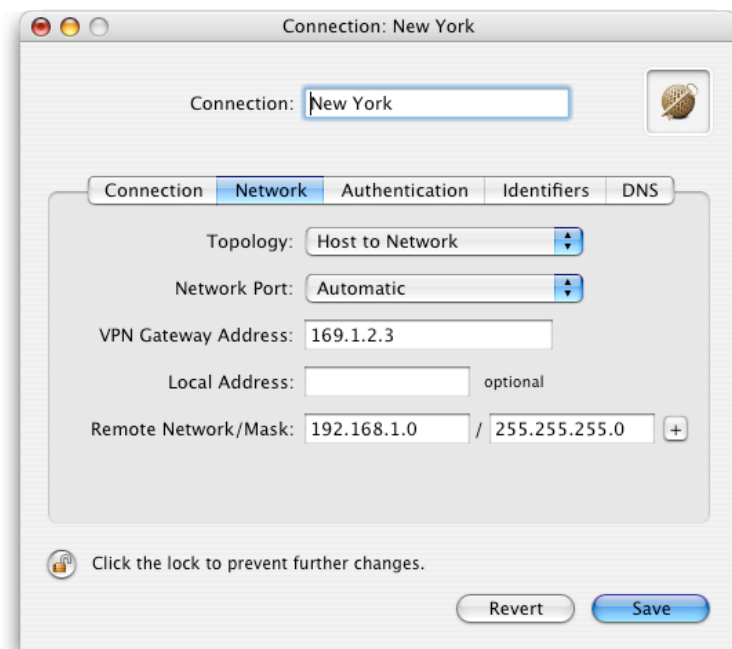 Connection: New York
Connection: New York
Connection Network Authentication Identifiers DNS
Topology: Host to Network
Network Port: Automatic
VPN Gateway Address: 169.1.2.3
Local Address: optional
Remote Network/Mask: 192.168.1.0 / 255.255.255.0 +
Click the lock to prevent further changes.
Revert Save